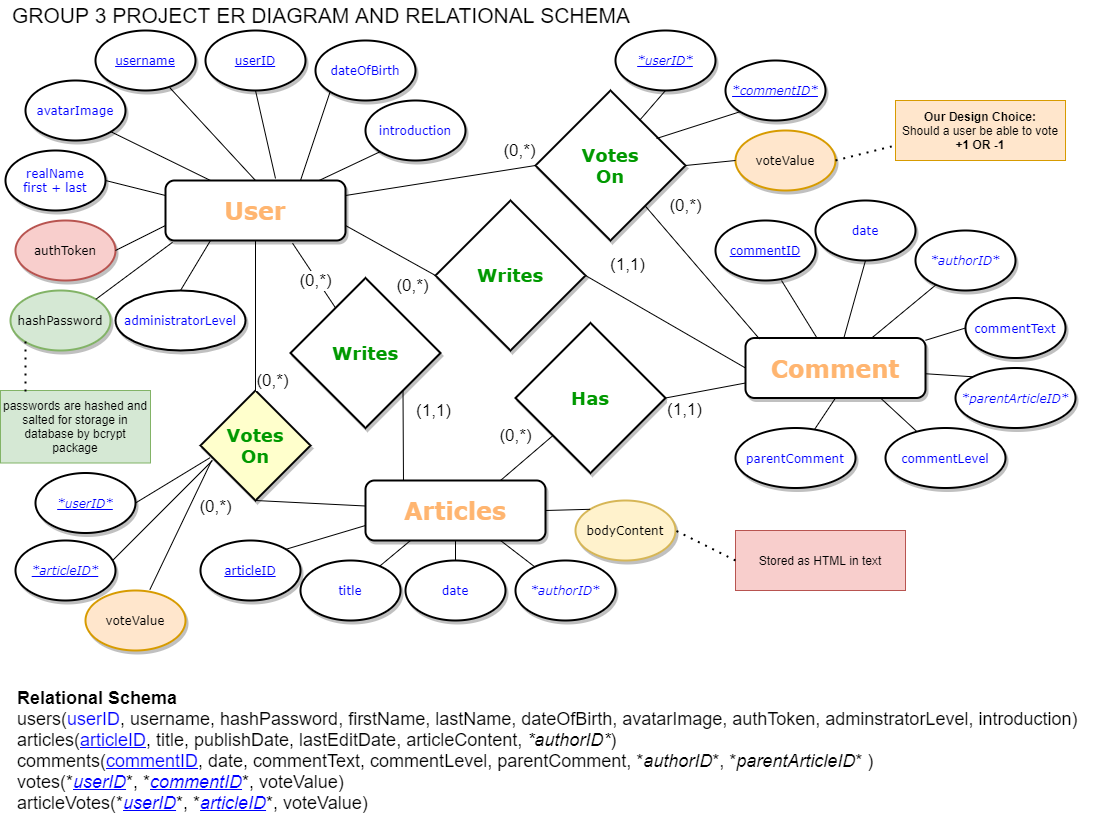 GROUP 3 PROJECT ER DIAGRAM AND RELATIONAL SCHEMA
username
userID
dateOfBirth
avatarImage
introduction
realName
first + last
authToken
hashPassword
administratorLevel
User
passwords are hashed and
salted for storage in
database by bcrypt
package
*userID*
*commentID*
voteValue
Our Design Choice:
Should a user be able to vote
+1 OR -1
Votes
On
(0,*)
(0,*)
Writes
(0,*)
(1,1)
Writes
(0,*)
(1,1)
Has
(0,*)
(1,1)
commentID
date
*authorID*
commentText
*parentArticleID*
commentLevel
parentComment
Comment
Votes
On
(0,*)
(0,*)
*userID*
*articleID*
voteValue
Articles
articleID
title
date
*authorID*
bodyContent
Stored as HTML in text
Relational Schema
users(userID, username, hashPassword, firstName, lastName, dateOfBirth, avatarImage, authToken, adminstratorLevel, introduction)
articles(articleID, title, publishDate, lastEditDate, articleContent, *authorID*)
comments(commentID, date, commentText, commentLevel, parentComment, *authorID*, *parentArticleID* )
votes(*userID*, *commentID*, voteValue)
articleVotes(*userID*, *articleID*, voteValue)